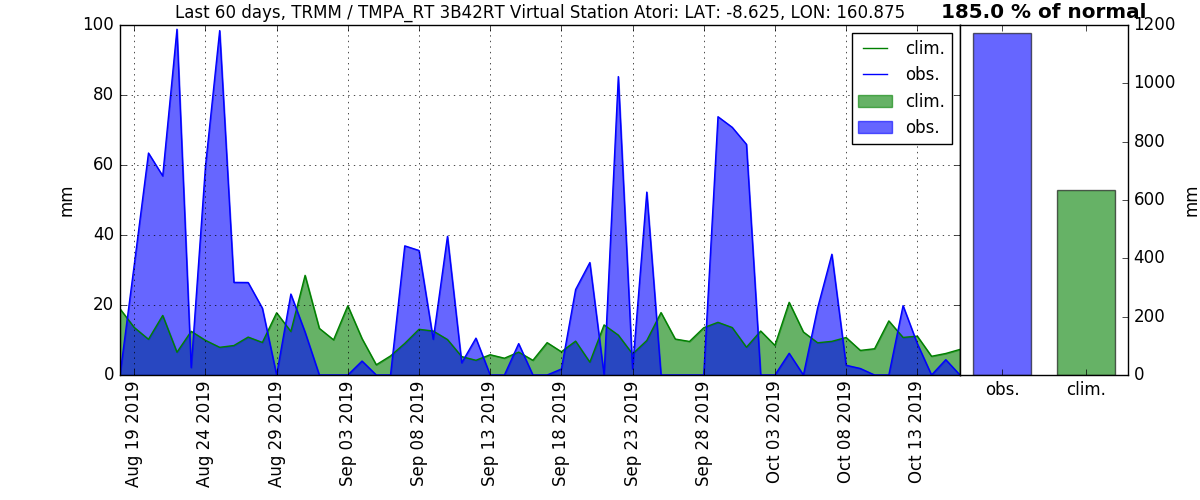 Last 60 days, TRMM / TMPA_RT 3B42RT Virtual Station Atori: LAT: -8.625, LON: 160.875
185.0 % of normal
100
80
60
40
20
0
mm
clim.
obs.
clim.
obs.
1200
1000
800
600
400
200
0
mm
obs.
clim.
Aug 19 2019
Aug 24 2019
Aug 29 2019
Sep 03 2019
Sep 08 2019
Sep 13 2019
Sep 18 2019
Sep 23 2019
Sep 28 2019
Oct 03 2019
Oct 08 2019
Oct 13 2019